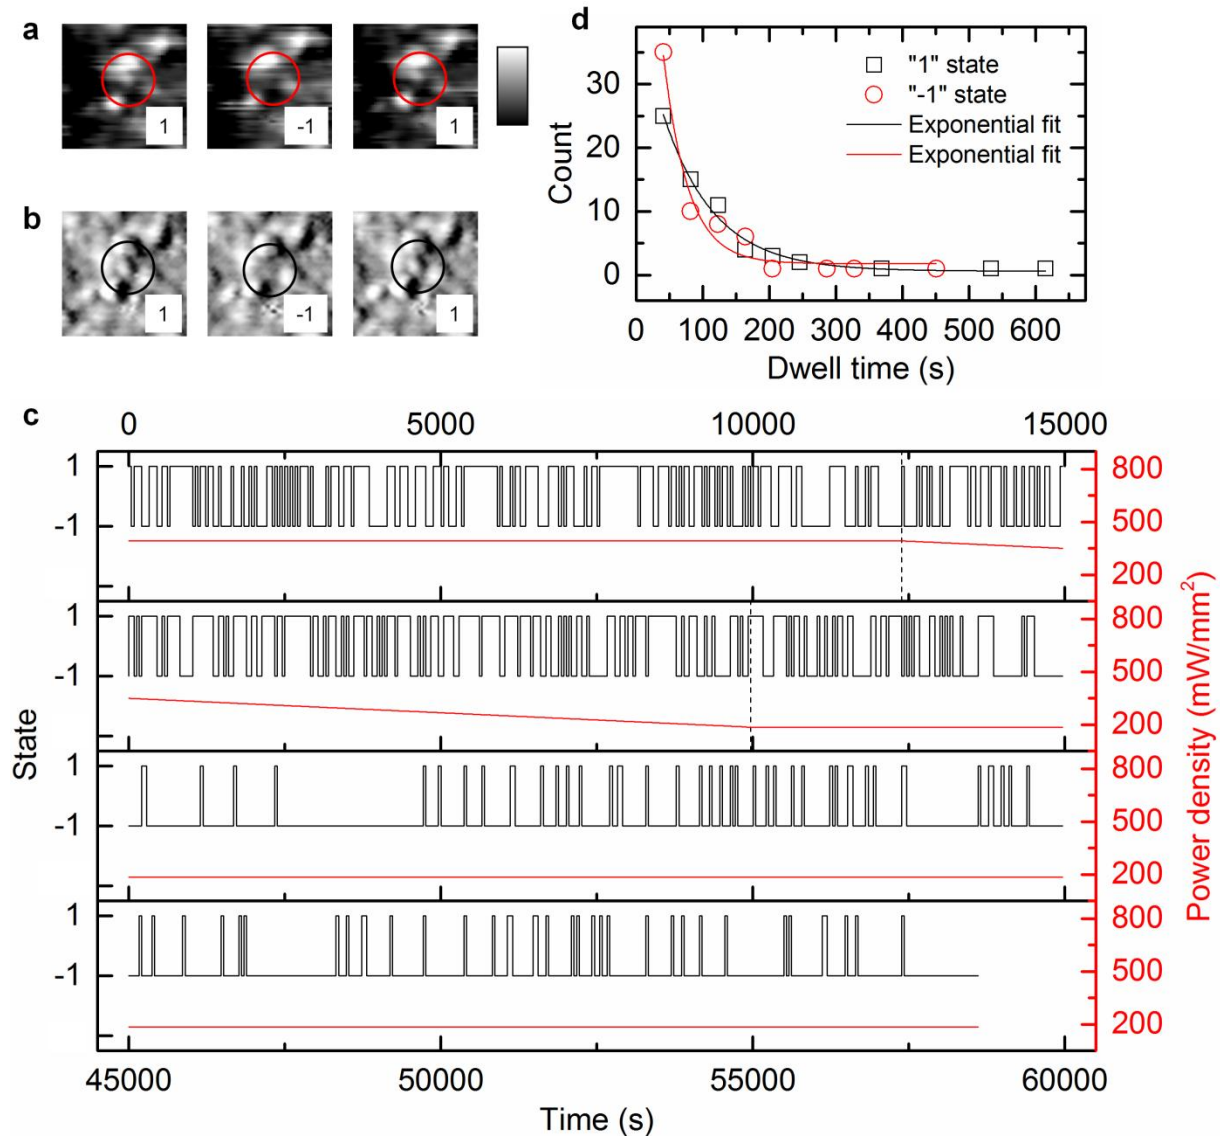 a
1
-1
1
b
1
-1
1
d
Count
30
20
10
0
"1" state
"-1" state
Exponential fit
Exponential fit
0 100 200 300 400 500 600
Dwell time (s)
c
0 5000 10000 15000
State
1
-1
1
-1
1
-1
1
-1
800
500
200
800
500
200
800
500
200
800
500
200
Power density (mW/mm²)
45000 50000 55000 60000
Time (s)